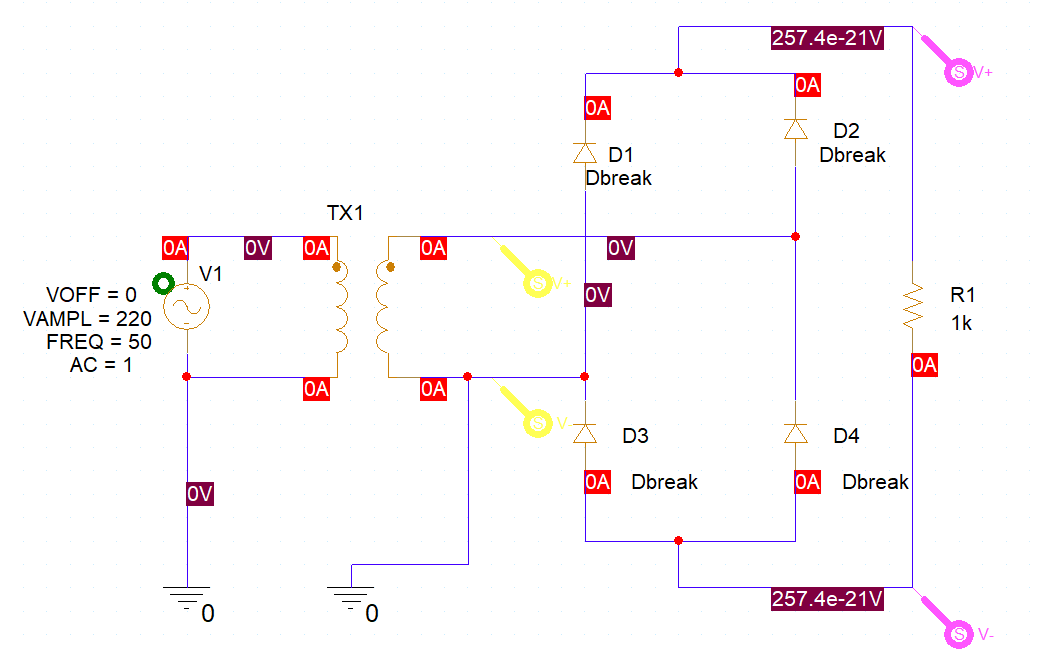 257.4e-21V
V+
0A
0A
D1
Dbreak
D2
Dbreak
TX1
0A
0V
0A
0A
0V
V1
V+
0V
VOFF = 0
VAMPL = 220
FREQ = 50
AC = 1
R1
1k
0A
0A
0A
V-
D3
D4
0A
Dbreak
0A
Dbreak
0V
257.4e-21V
0
0
V-
S
S
S
S